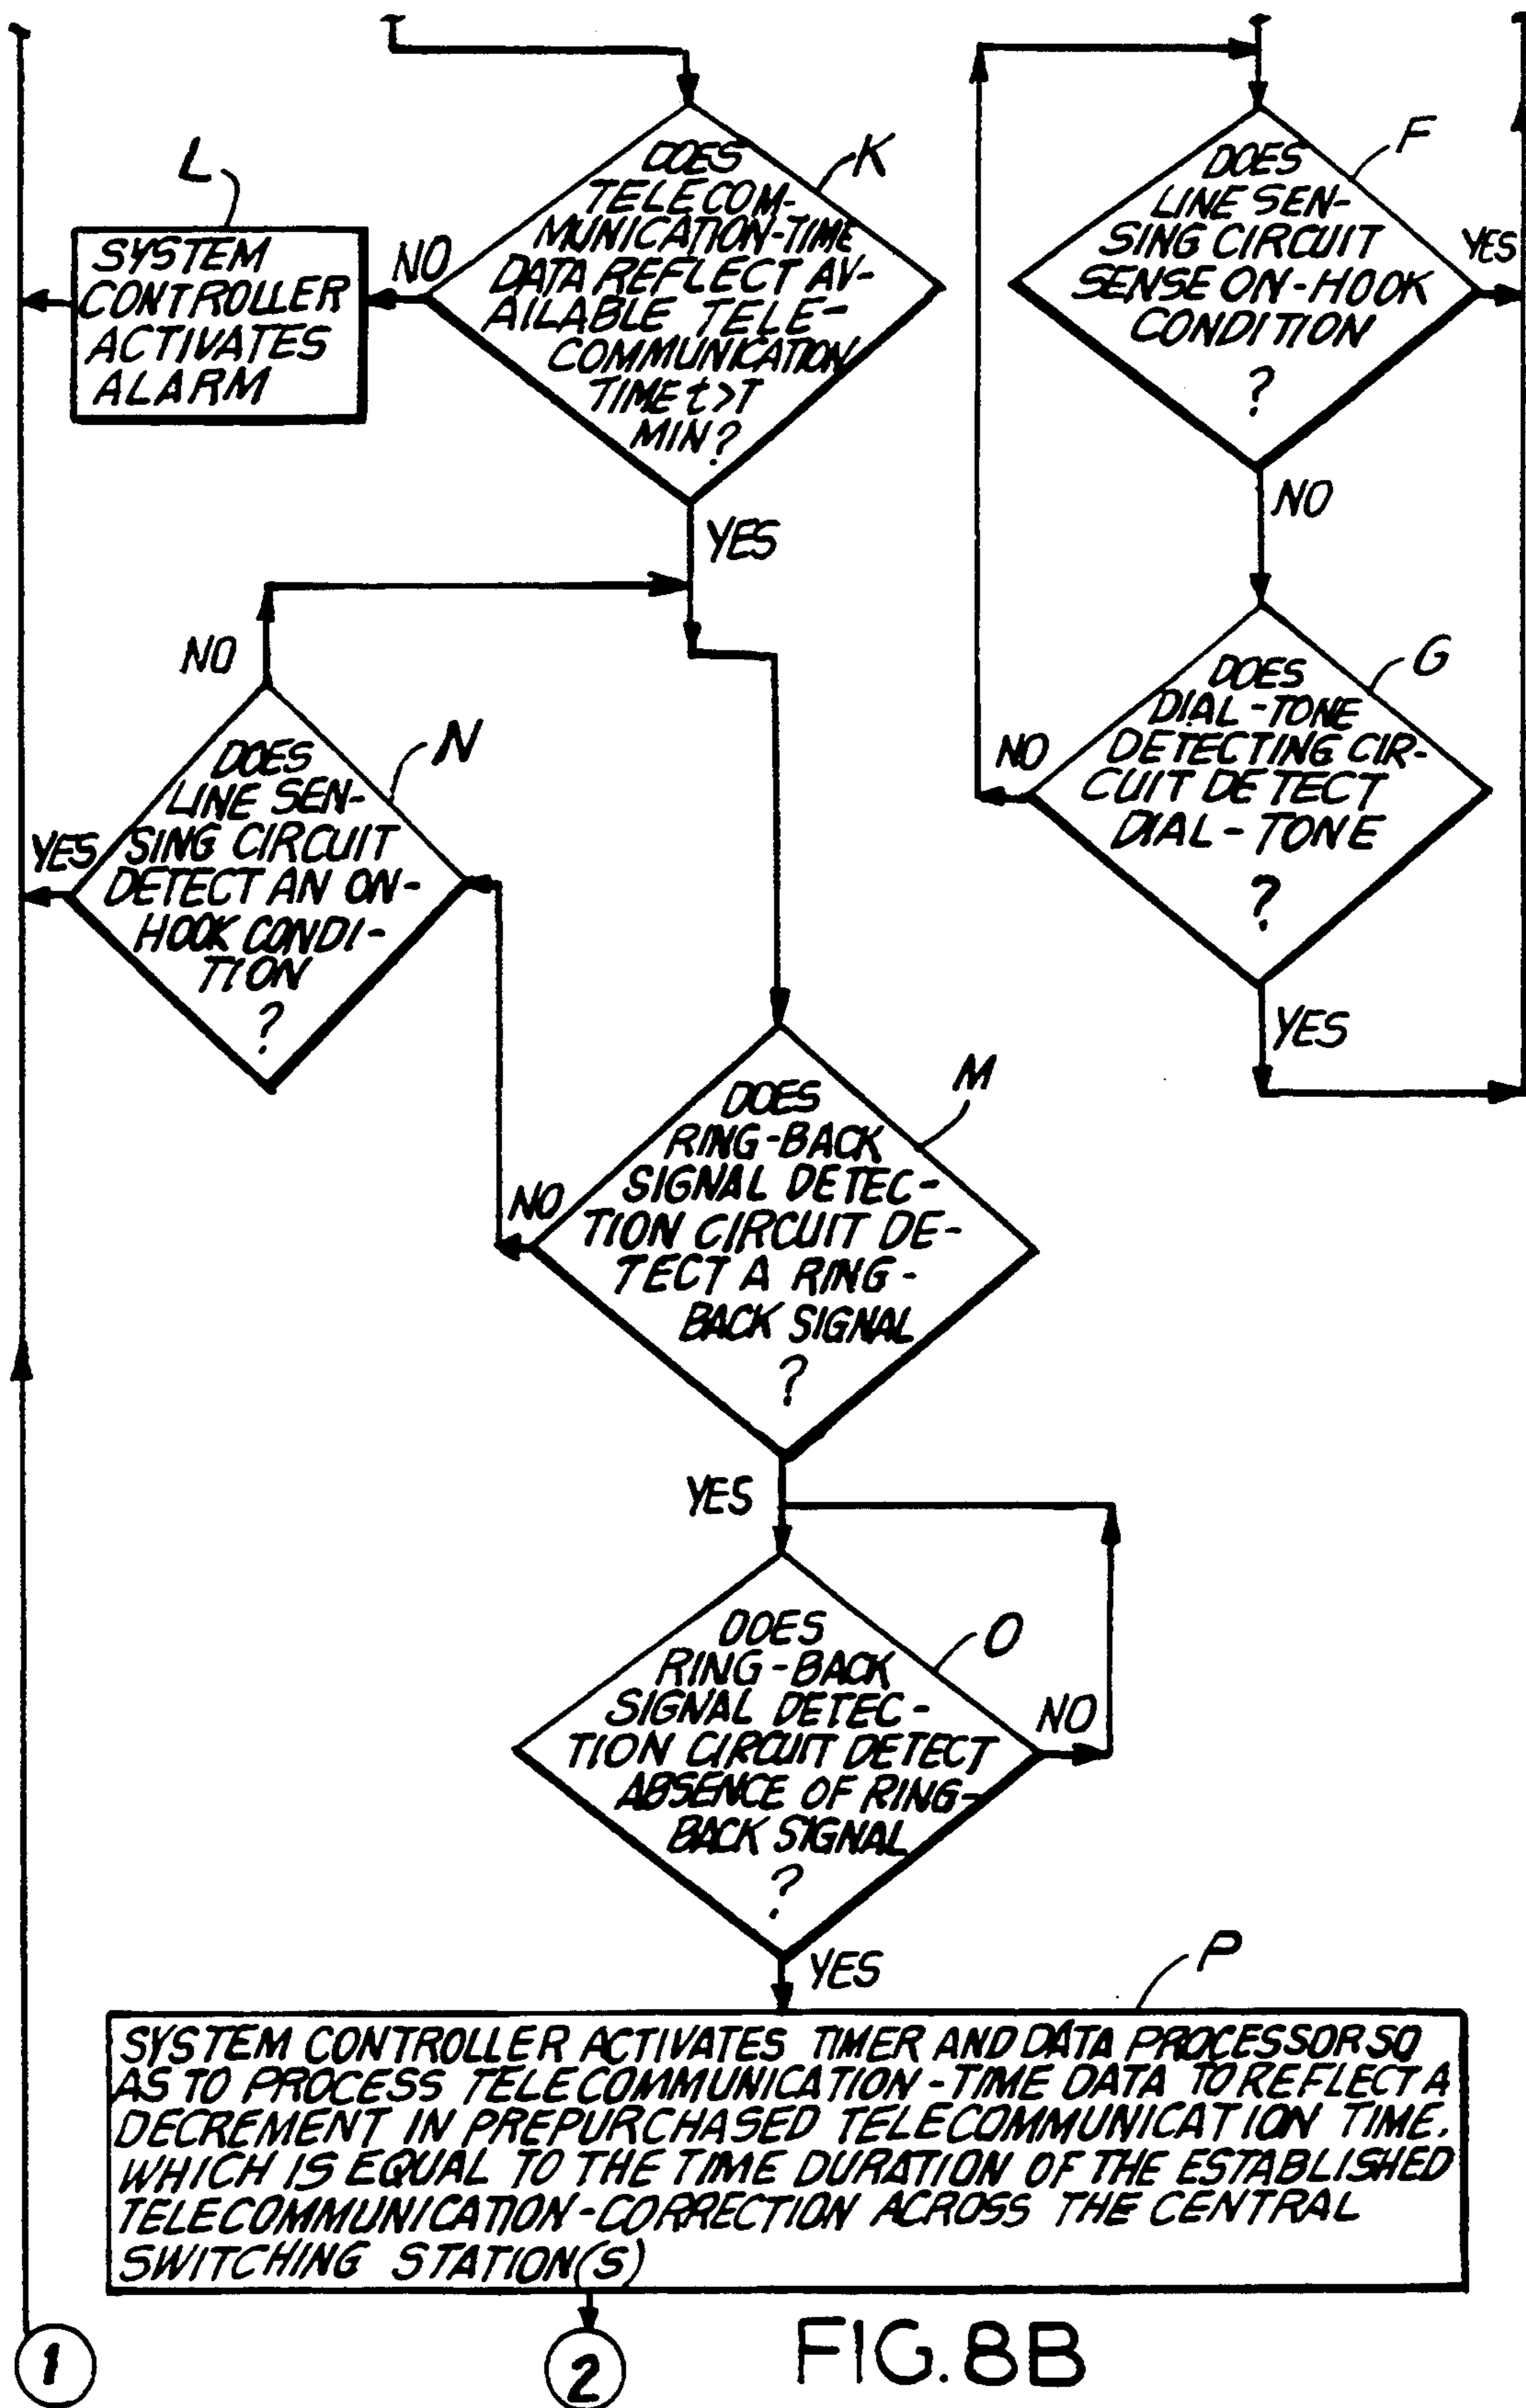 K
DOES
TELECOM-
MUNICATION-TIME
DATA REFLECT AV-
AILABLE TELE-
COMMUNICATION
TIME t>T
MIN?
NO
YES
L
SYSTEM
CONTROLLER
ACTIVATES
ALARM
F
DOES
LINE SEN-
SING CIRCUIT
SENSE ON-HOOK
CONDITION
?
YES
NO
G
DOES
DIAL-TONE
DETECTING CIR-
CUIT DETECT
DIAL-TONE
?
NO
YES
N
DOES
LINE SEN-
SING CIRCUIT
DETECT AN ON-
HOOK CONDI-
TION
?
NO
YES
M
DOES
RING-BACK
SIGNAL DETEC-
TION CIRCUIT DE-
TECT A RING-
BACK SIGNAL
?
NO
YES
O
DOES
RING-BACK
SIGNAL DETEC-
TION CIRCUIT DETECT
ABSENCE OF RING-
BACK SIGNAL
?
NO
YES
P
SYSTEM CONTROLLER ACTIVATES TIMER AND DATA PROCESSOR SO
AS TO PROCESS TELECOMMUNICATION-TIME DATA TO REFLECT A
DECREMENT IN PREPURCHASED TELECOMMUNICATION TIME.
WHICH IS EQUAL TO THE TIME DURATION OF THE ESTABLISHED
TELECOMMUNICATION-CORRECTION ACROSS THE CENTRAL
SWITCHING STATION(S)
1
2
FIG. 8B